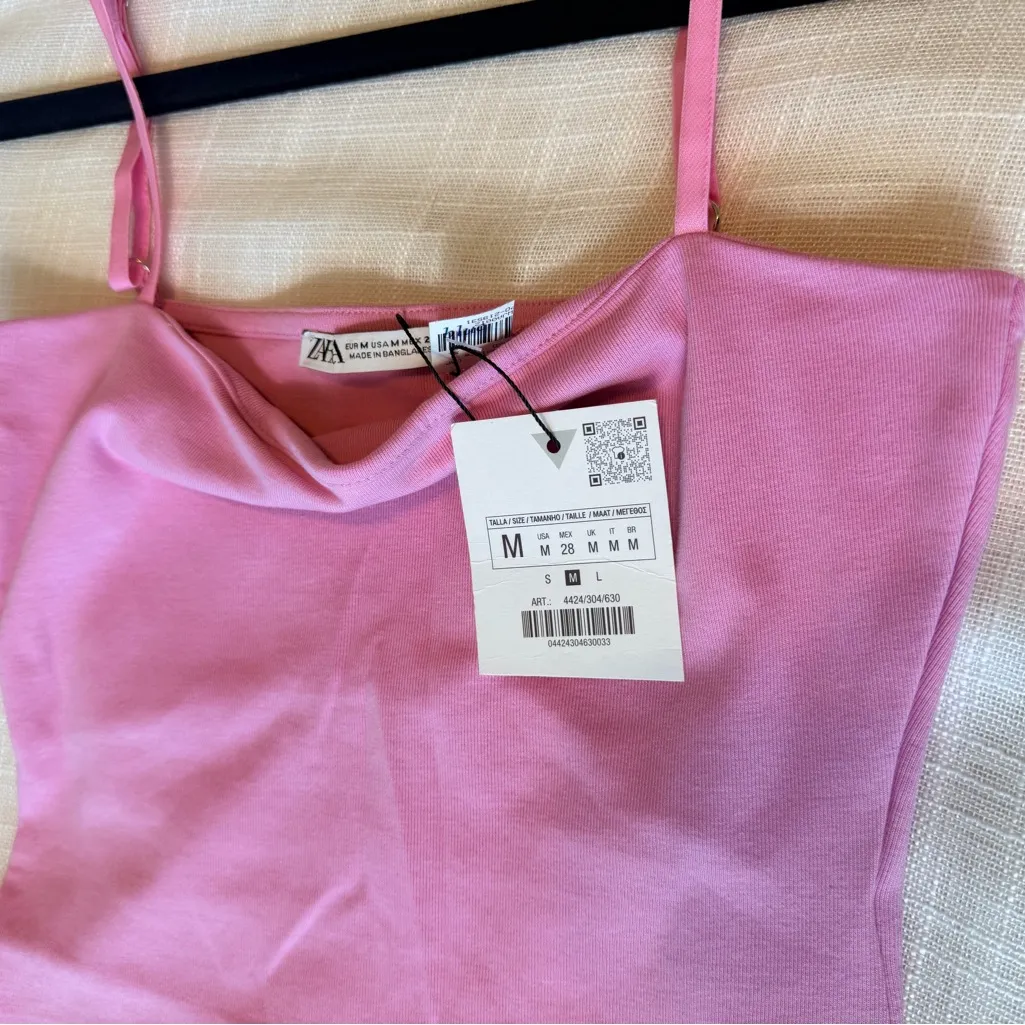 ZARA
EUR M USA M MEX 2
MADE IN BANGLADES
TALLA / SIZE / TAMANHO / TAILLE / MAAT / ΜΕΓΕΘΟΣ
M
USA MEX UK IT BR
M 28 M M M
S M L
ART.: 4424/304/630
04424304630033